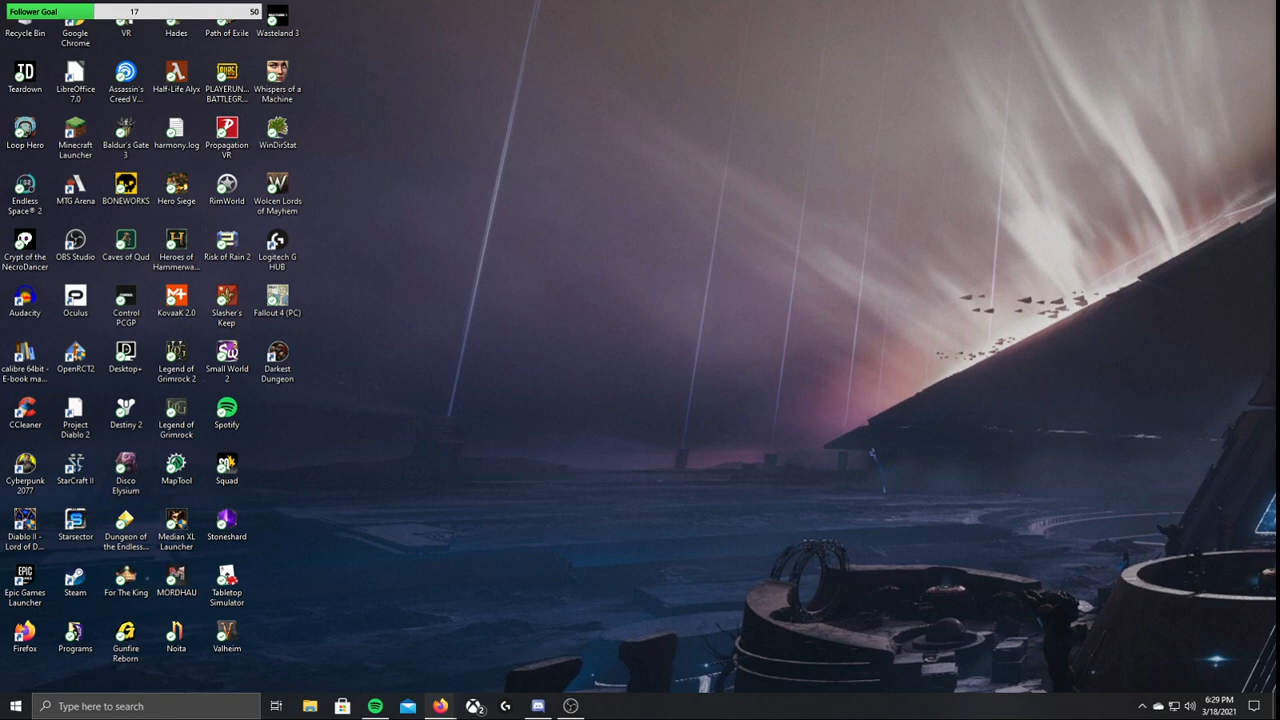 Follower Goal 17 50
Recycle Bin
Google
Chrome
VR
Hades
Path of Exile
Wasteland 3
Teardown
LibreOffice
7.0
Assassin's
Creed V...
Half-Life Alyx
PLAYERUN...
BATTLEGR...
Whispers of a
Machine
Loop Hero
Minecraft
Launcher
Baldur's Gate
3
harmony.log
Propagation
VR
WinDirStat
Endless
Space® 2
MTG Arena
BONEWORKS
Hero Siege
RimWorld
Wolcen Lords
of Mayhem
Crypt of the
NecroDancer
OBS Studio
Caves of Qud
Heroes of
Hammerwa...
Risk of Rain 2
Logitech G
HUB
Audacity
Oculus
Control
PCGP
KovaaK 2.0
Slasher's
Keep
Fallout 4 (PC)
calibre 64bit -
E-book ma...
OpenRCT2
Desktop+
Legend of
Grimrock 2
Small World
2
Darkest
Dungeon
CCleaner
Project
Diablo 2
Destiny 2
Legend of
Grimrock
Spotify
Cyberpunk
2077
StarCraft II
Disco
Elysium
MapTool
Squad
Diablo II -
Lord of D...
Starsector
Dungeon of
the Endless...
Median XL
Launcher
Stoneshard
Epic Games
Launcher
Steam
For The King
MORDHAU
Tabletop
Simulator
Firefox
Programs
Gunfire
Reborn
Noita
Valheim
Type here to search
2
6:29 PM
3/18/2021